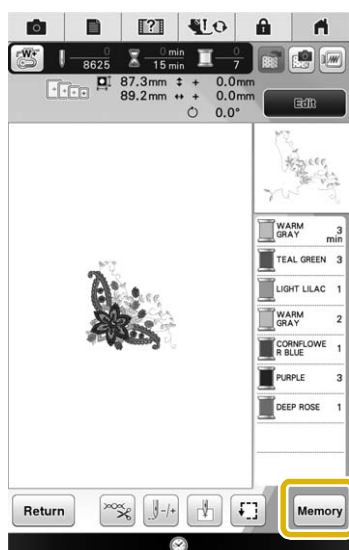 W+
0 0 min 0
8625 15 min 7
87.3mm + 0.0mm
89.2mm + 0.0mm
0.0°
Edit
WARM GRAY 3 min
TEAL GREEN 3
LIGHT LILAC 1
WARM GRAY 2
CORNFLOWE
R BLUE 1
PURPLE 3
DEEP ROSE 1
Return
-/+
Memory